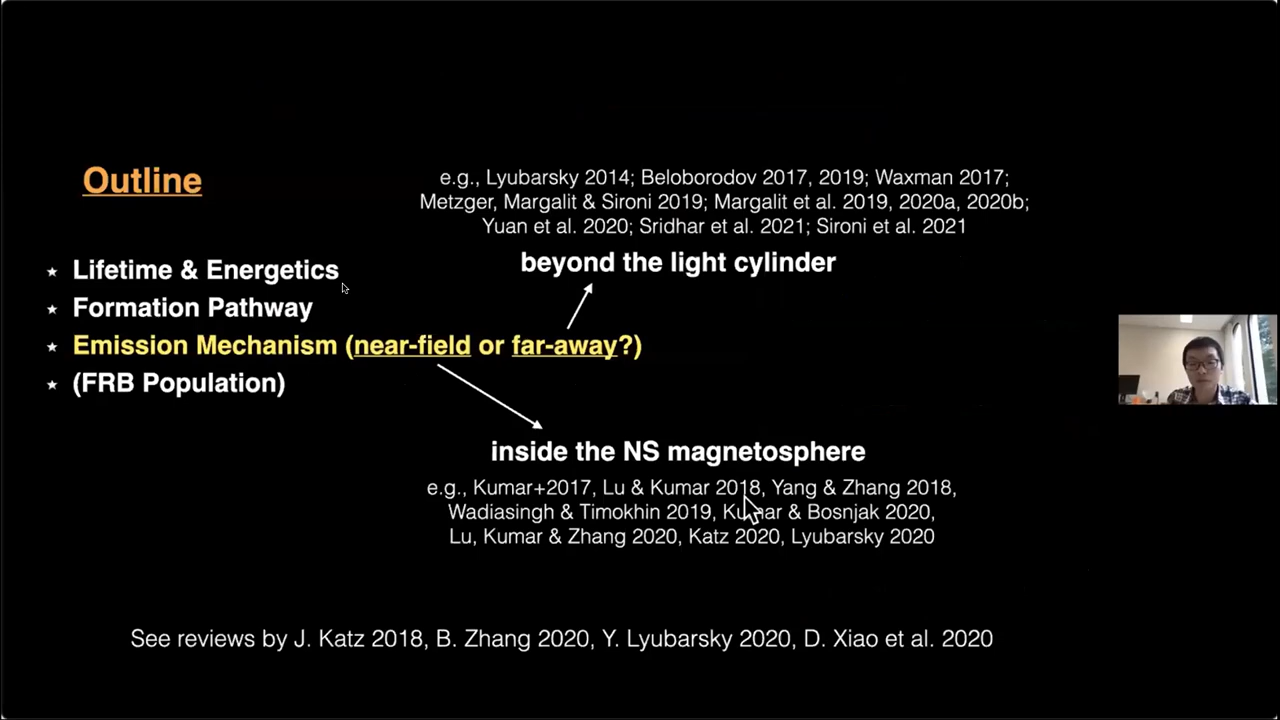 Outline
e.g., Lyubarsky 2014; Beloborodov 2017, 2019; Waxman 2017;
Metzger, Margalit & Sironi 2019; Margalit et al. 2019, 2020a, 2020b;
Yuan et al. 2020; Sridhar et al. 2021; Sironi et al. 2021
beyond the light cylinder
★ Lifetime & Energetics
★ Formation Pathway
★ Emission Mechanism (near-field or far-away?)
★ (FRB Population)
inside the NS magnetosphere
e.g., Kumar+2017, Lu & Kumar 2018, Yang & Zhang 2018,
Wadiasingh & Timokhin 2019, Kumar & Bosnjak 2020,
Lu, Kumar & Zhang 2020, Katz 2020, Lyubarsky 2020
See reviews by J. Katz 2018, B. Zhang 2020, Y. Lyubarsky 2020, D. Xiao et al. 2020